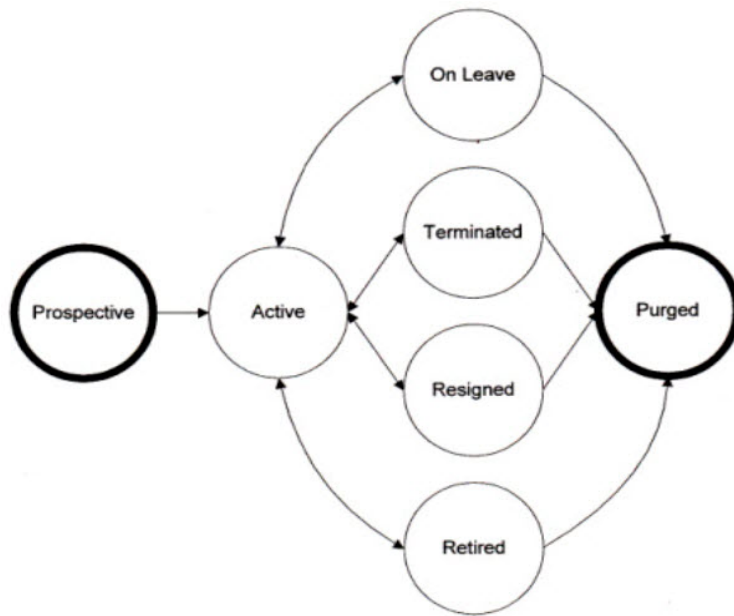 On Leave
Terminated
Prospective
Active
Purged
Resigned
Retired